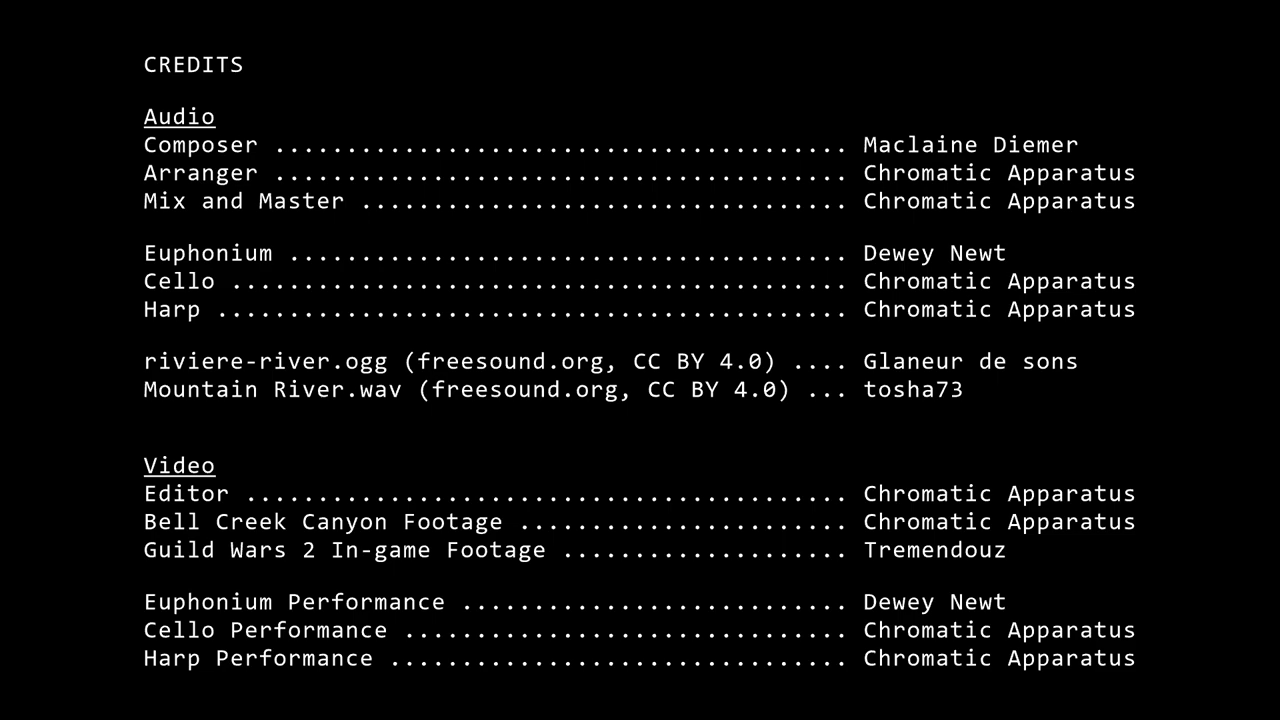 CREDITS
Audio
Composer ........................................ Maclaine Diemer
Arranger ........................................ Chromatic Apparatus
Mix and Master .................................. Chromatic Apparatus
Euphonium ....................................... Dewey Newt
Cello ........................................... Chromatic Apparatus
Harp ............................................ Chromatic Apparatus
riviere-river.ogg (freesound.org, CC BY 4.0) .... Glaneur de sons
Mountain River.wav (freesound.org, CC BY 4.0) ... tosha73
Video
Editor .......................................... Chromatic Apparatus
Bell Creek Canyon Footage ....................... Chromatic Apparatus
Guild Wars 2 In-game Footage .................... Tremendouz
Euphonium Performance ........................... Dewey Newt
Cello Performance ............................... Chromatic Apparatus
Harp Performance ................................ Chromatic Apparatus